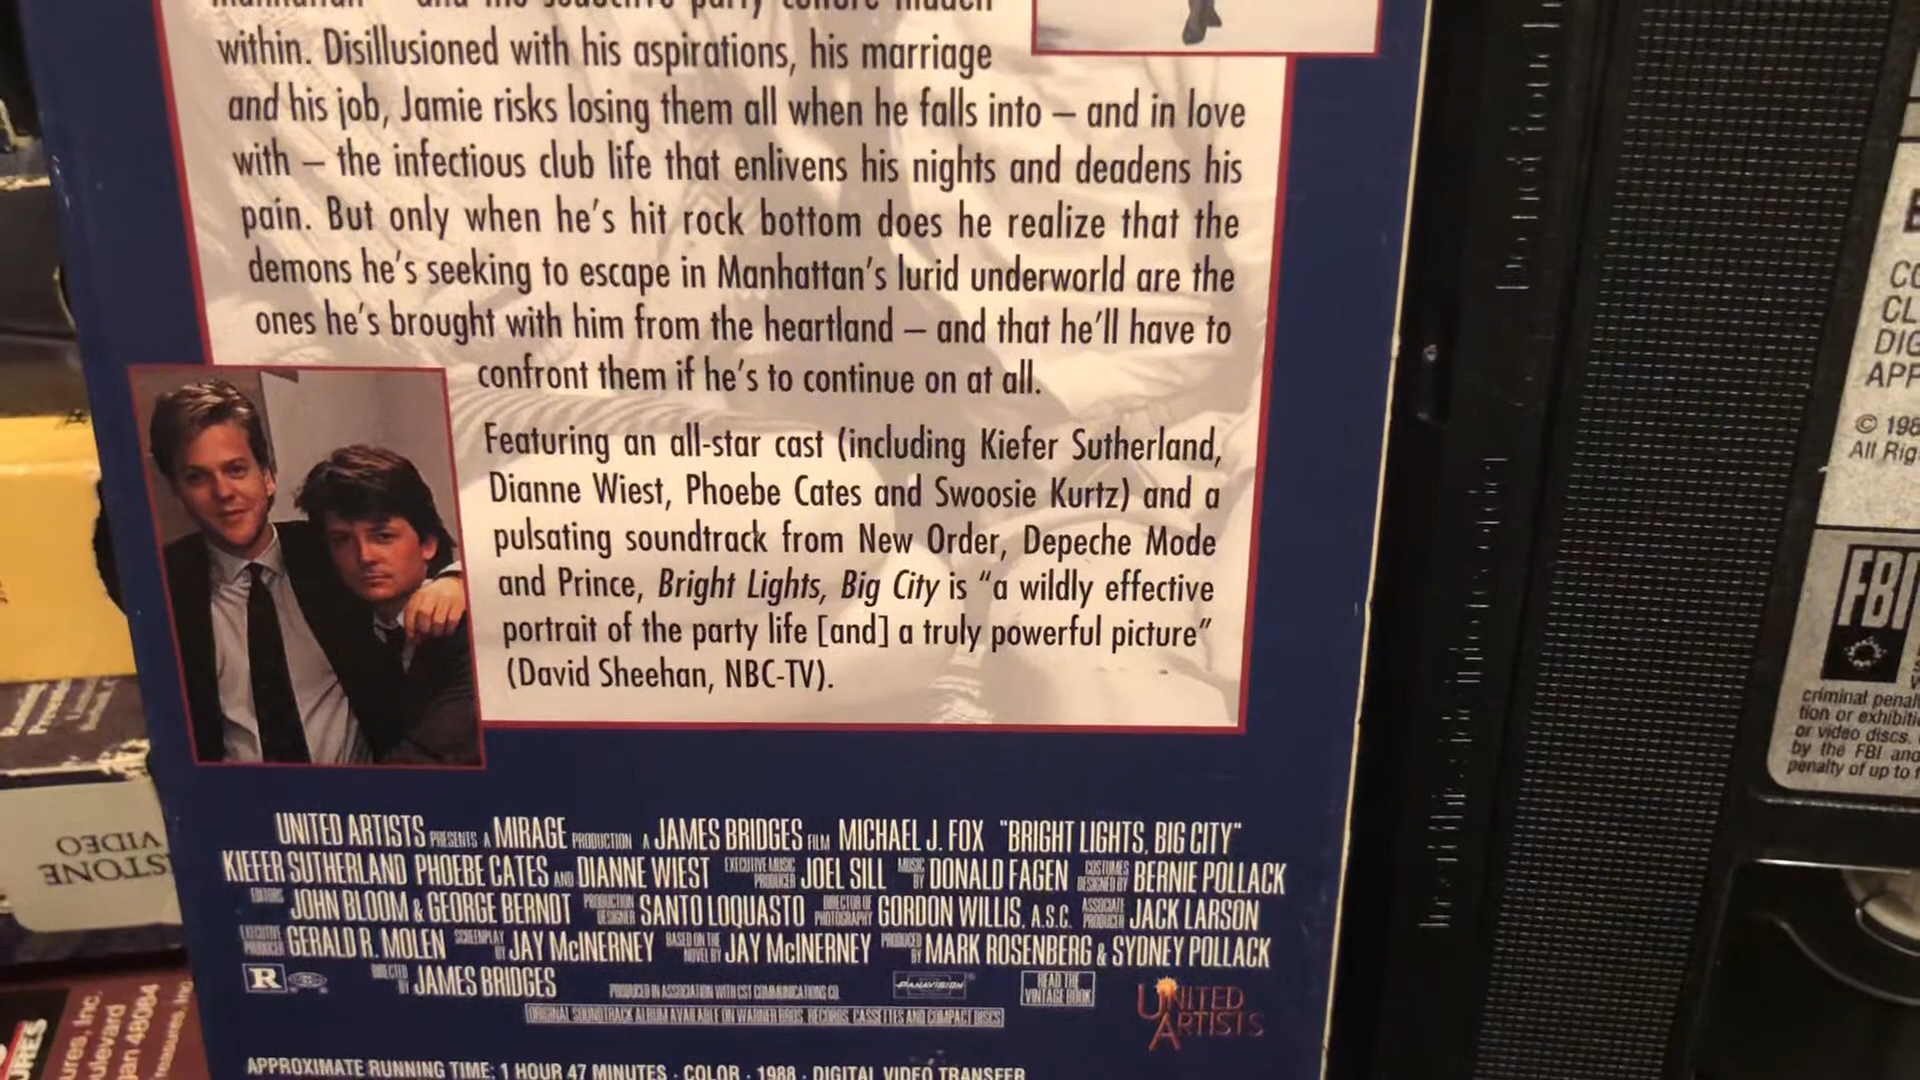 within. Disillusioned with his aspirations, his marriage
and his job, Jamie risks losing them all when he falls into – and in love
with – the infectious club life that enlivens his nights and deadens his
pain. But only when he's hit rock bottom does he realize that the
demons he's seeking to escape in Manhattan's lurid underworld are the
ones he's brought with him from the heartland – and that he'll have to
confront them if he's to continue on at all.
Featuring an all-star cast (including Kiefer Sutherland,
Dianne Wiest, Phoebe Cates and Swoosie Kurtz) and a
pulsating soundtrack from New Order, Depeche Mode
and Prince, Bright Lights, Big City is “a wildly effective
portrait of the party life [and] a truly powerful picture”
(David Sheehan, NBC-TV).
UNITED ARTISTS PRESENTS A MIRAGE PRODUCTION A JAMES BRIDGES FILM MICHAEL J. FOX "BRIGHT LIGHTS, BIG CITY"
KIEFER SUTHERLAND PHOEBE CATES AND DIANNE WIEST EXECUTIVE MUSIC PRODUCER JOEL SILL MUSIC BY DONALD FAGEN COSTUMES DESIGNED BY BERNIE POLLACK
EDITORS JOHN BLOOM & GEORGE BERNDT PRODUCTION DESIGNER SANTO LOQUASTO DIRECTOR OF PHOTOGRAPHY GORDON WILLIS, A.S.C. ASSOCIATE PRODUCER JACK LARSON
EXECUTIVE PRODUCER GERALD R. MOLEN SCREENPLAY BY JAY McINERNEY BASED ON THE NOVEL BY JAY McINERNEY PRODUCED BY MARK ROSENBERG & SYDNEY POLLACK
R DIRECTED BY JAMES BRIDGES PRODUCED IN ASSOCIATION WITH CST COMMUNICATIONS CO. PANAVISION READ THE VINTAGE BOOK UNITED ARTISTS
ORIGINAL SOUNDTRACK ALBUM AVAILABLE ON WARNER BROS. RECORDS, CASSETTES AND COMPACT DISCS
APPROXIMATE RUNNING TIME: 1 HOUR 47 MINUTES · COLOR · 1988 · DIGITAL VIDEO TRANSFER
© 198
All Rig
FBI
criminal penal
tion or exhibiti
or video discs.
by the FBI and
penalty of up to
VIDEO
ures, Inc.
ulevard
gan 48084